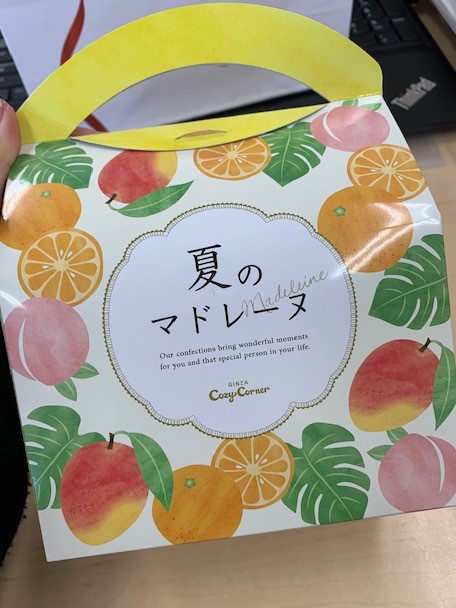 ThinkPad
夏の
マドレーヌ
Madeleine
Our confections bring wonderful moments
for you and that special person in your life.
GINZA
Cozy Corner